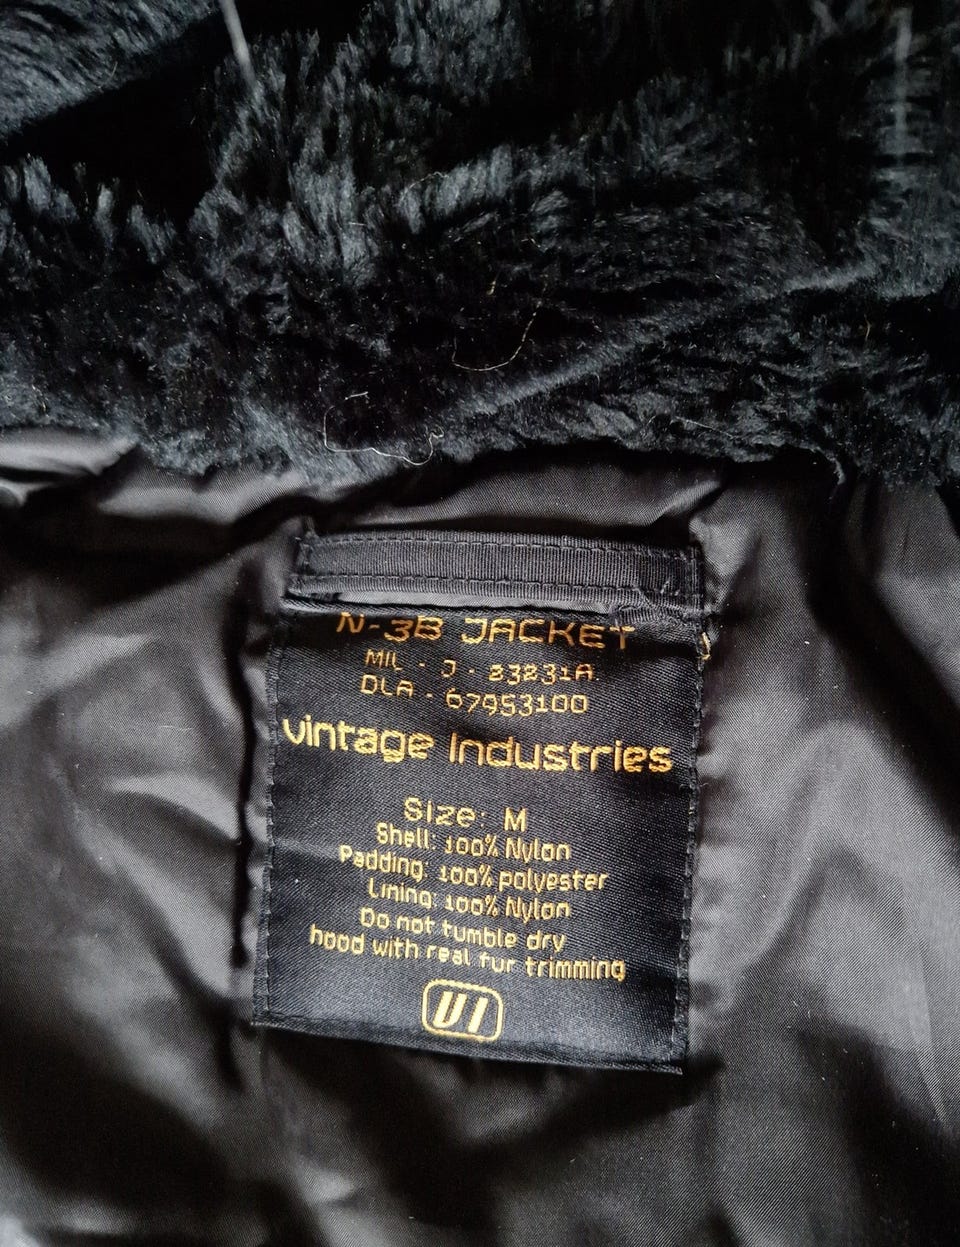 N-3B JACKET
MIL - J - 23231A
DLA - 67953100
vintage Industries
Size: M
Shell: 100% Nylon
Padding: 100% polyester
Lining: 100% Nylon
Do not tumble dry
hood with real fur trimming
VI